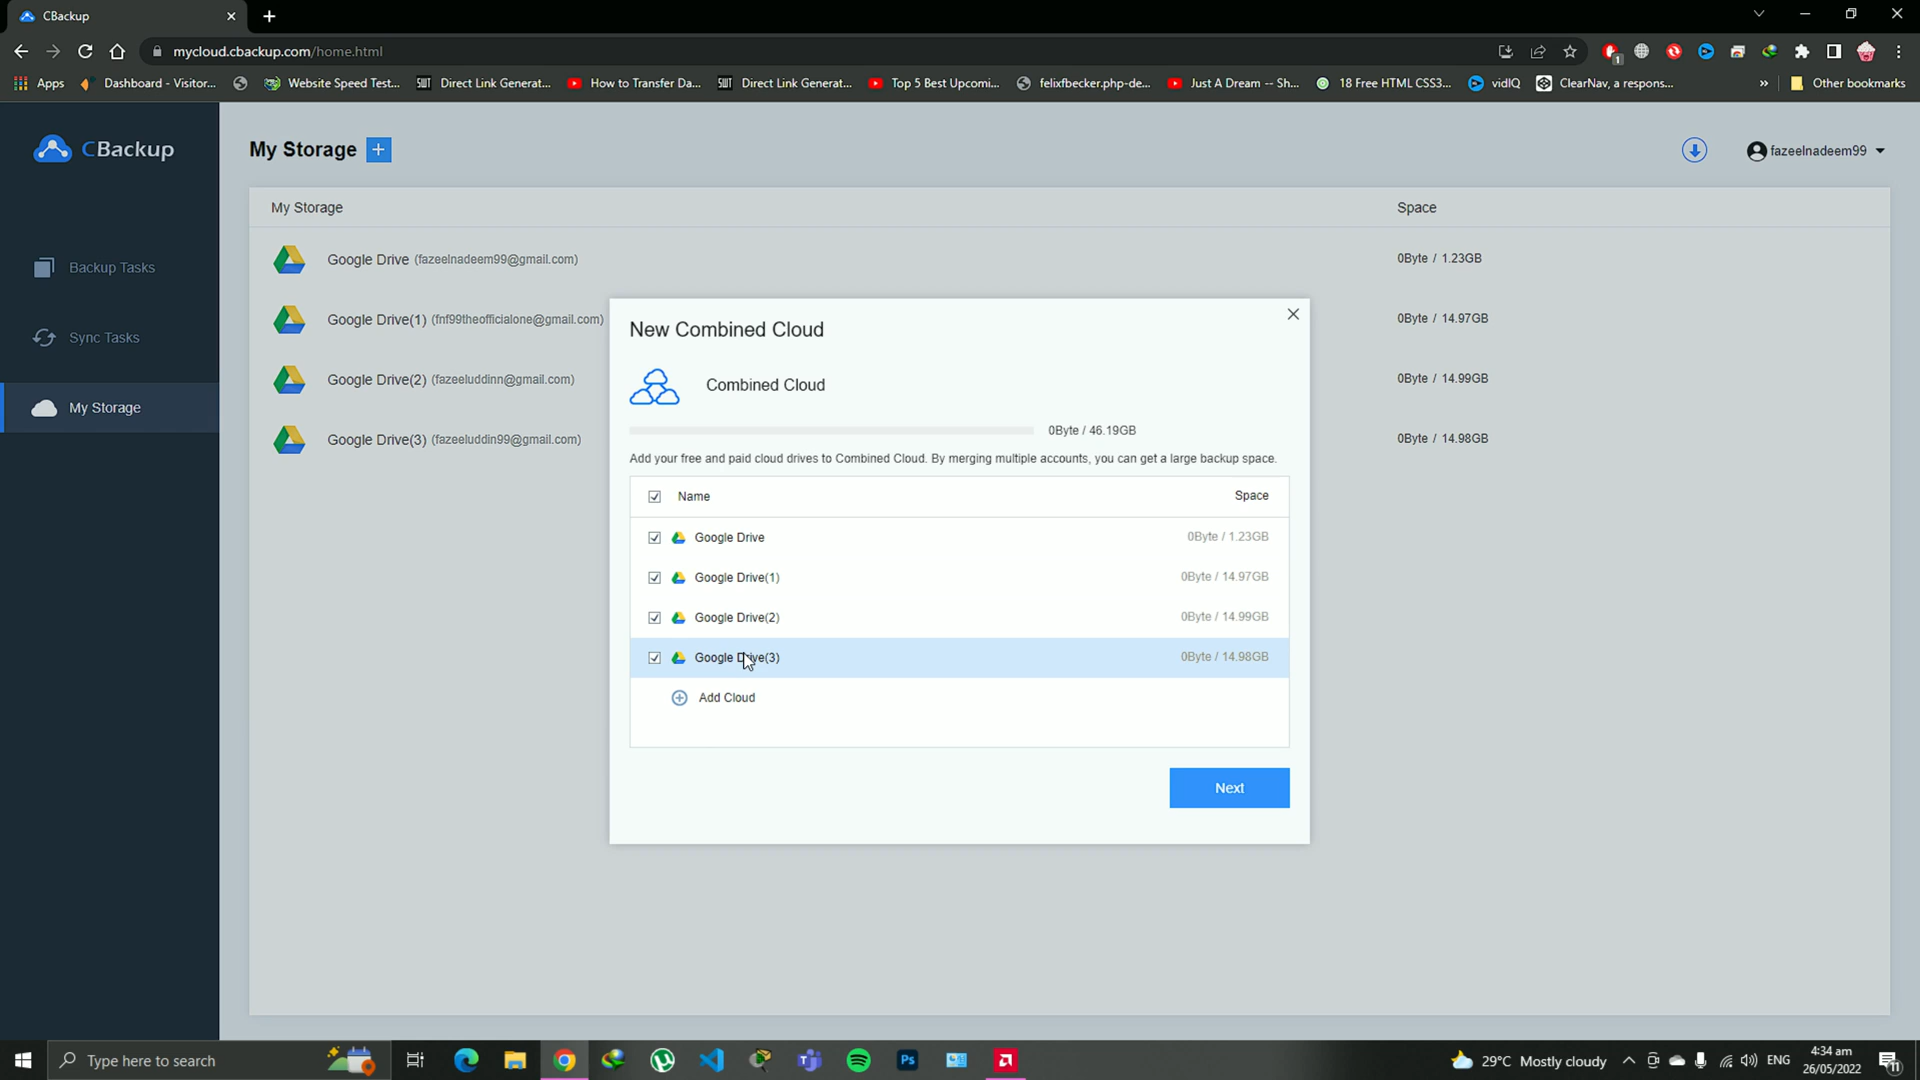 CBackup
mycloud.cbackup.com/home.html
1
Apps
Dashboard - Visitor...
Website Speed Test...
SUIT
Direct Link Generat...
How to Transfer Da...
SUIT
Direct Link Generat...
Top 5 Best Upcomi...
felixfbecker.php-de...
Just A Dream -- Sh...
18 Free HTML CSS3...
vidIQ
ClearNav, a respons...
»
Other bookmarks
CBackup
My Storage +
fazeelnadeem99
Backup Tasks
Sync Tasks
My Storage
My Storage Space
Google Drive (fazeelnadeem99@gmail.com) 0Byte / 1.23GB
Google Drive(1) (fnf99theofficialone@gmail.com) 0Byte / 14.97GB
Google Drive(2) (fazeeluddinn@gmail.com) 0Byte / 14.99GB
Google Drive(3) (fazeeluddin99@gmail.com) 0Byte / 14.98GB
New Combined Cloud
Combined Cloud
0Byte / 46.19GB
Add your free and paid cloud drives to Combined Cloud. By merging multiple accounts, you can get a large backup space.
Name Space
Google Drive 0Byte / 1.23GB
Google Drive(1) 0Byte / 14.97GB
Google Drive(2) 0Byte / 14.99GB
Google Drive(3) 0Byte / 14.98GB
Add Cloud
Next
Type here to search
Ps
29°C Mostly cloudy
ENG
4:34 am
26/05/2022
11